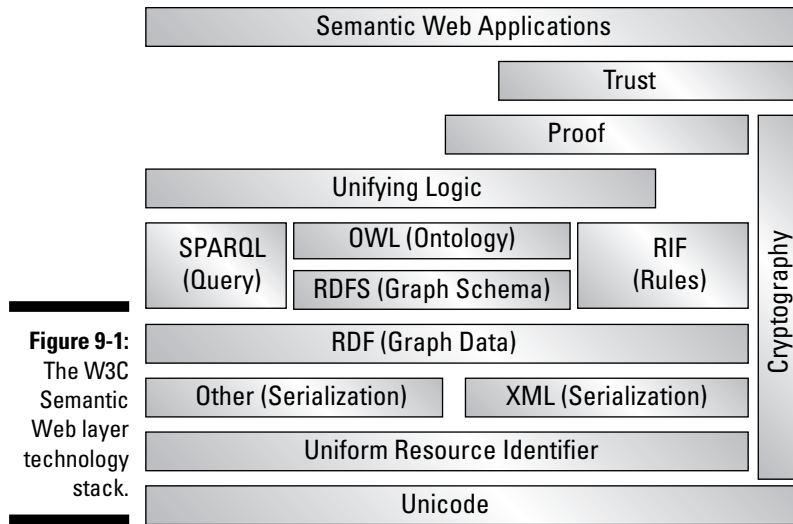 Semantic Web Applications
Trust
Proof
Unifying Logic
SPARQL
(Query)
OWL (Ontology)
RDFS (Graph Schema)
RIF
(Rules)
Cryptography
RDF (Graph Data)
Other (Serialization)
XML (Serialization)
Uniform Resource Identifier
Unicode
Figure 9-1:
The W3C
Semantic
Web layer
technology
stack.